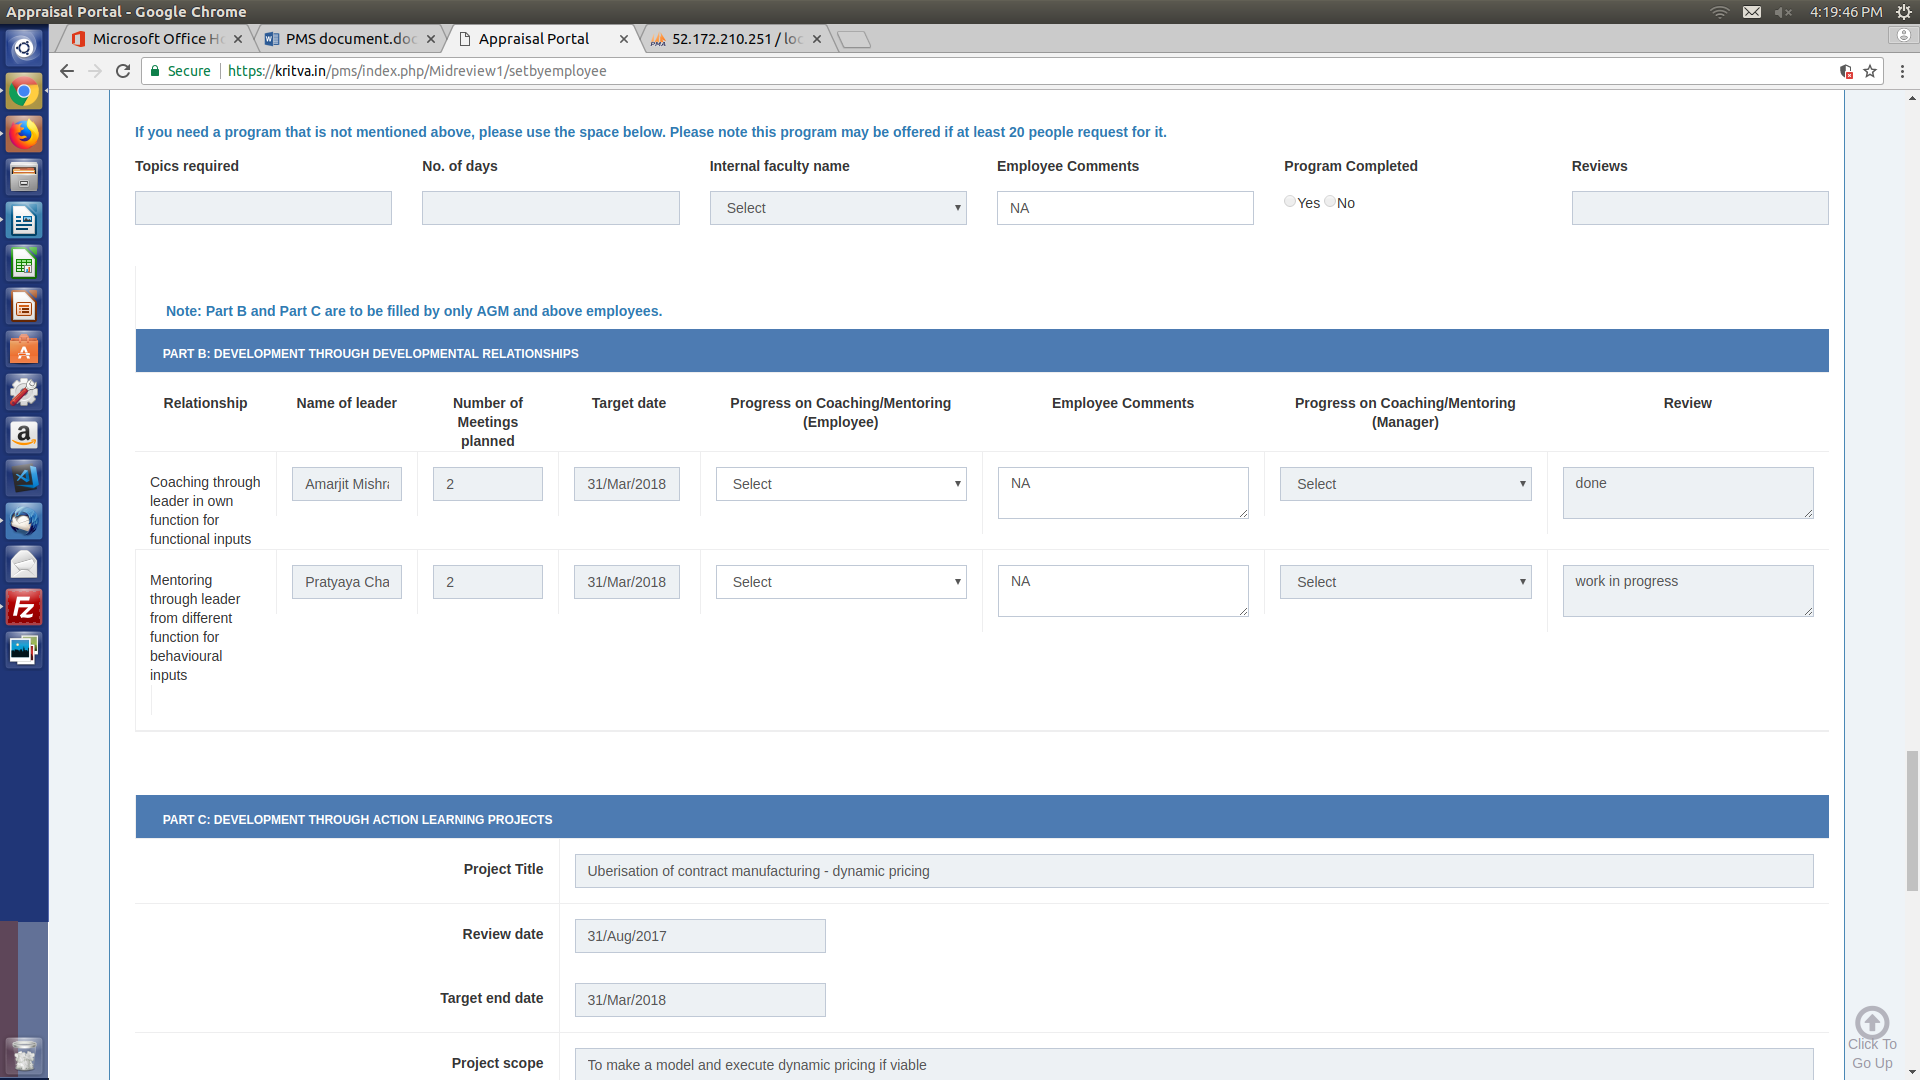 Appraisal Portal - Google Chrome
4:19:46 PM
Microsoft Office H
PMS document.doc
Appraisal Portal
52.172.210.251 / loc
Secure
https://kritva.in/pms/index.php/Midreview1/setbyemployee
If you need a program that is not mentioned above, please use the space below. Please note this program may be offered if at least 20 people request for it.
Topics required No. of days Internal faculty name Employee Comments Program Completed Reviews
Select NA Yes No
Note: Part B and Part C are to be filled by only AGM and above employees.
PART B: DEVELOPMENT THROUGH DEVELOPMENTAL RELATIONSHIPS
Relationship Name of leader Number of Meetings planned Target date Progress on Coaching/Mentoring (Employee) Employee Comments Progress on Coaching/Mentoring (Manager) Review
Coaching through
leader in own
function for
functional inputs
Amarjit Mishra 2 31/Mar/2018 Select NA Select done
Mentoring
through leader
from different
function for
behavioural
inputs
Pratyaya Cha 2 31/Mar/2018 Select NA Select work in progress
PART C: DEVELOPMENT THROUGH ACTION LEARNING PROJECTS
Project Title Uberisation of contract manufacturing - dynamic pricing
Review date 31/Aug/2017
Target end date 31/Mar/2018
Project scope To make a model and execute dynamic pricing if viable
Click To
Go Up